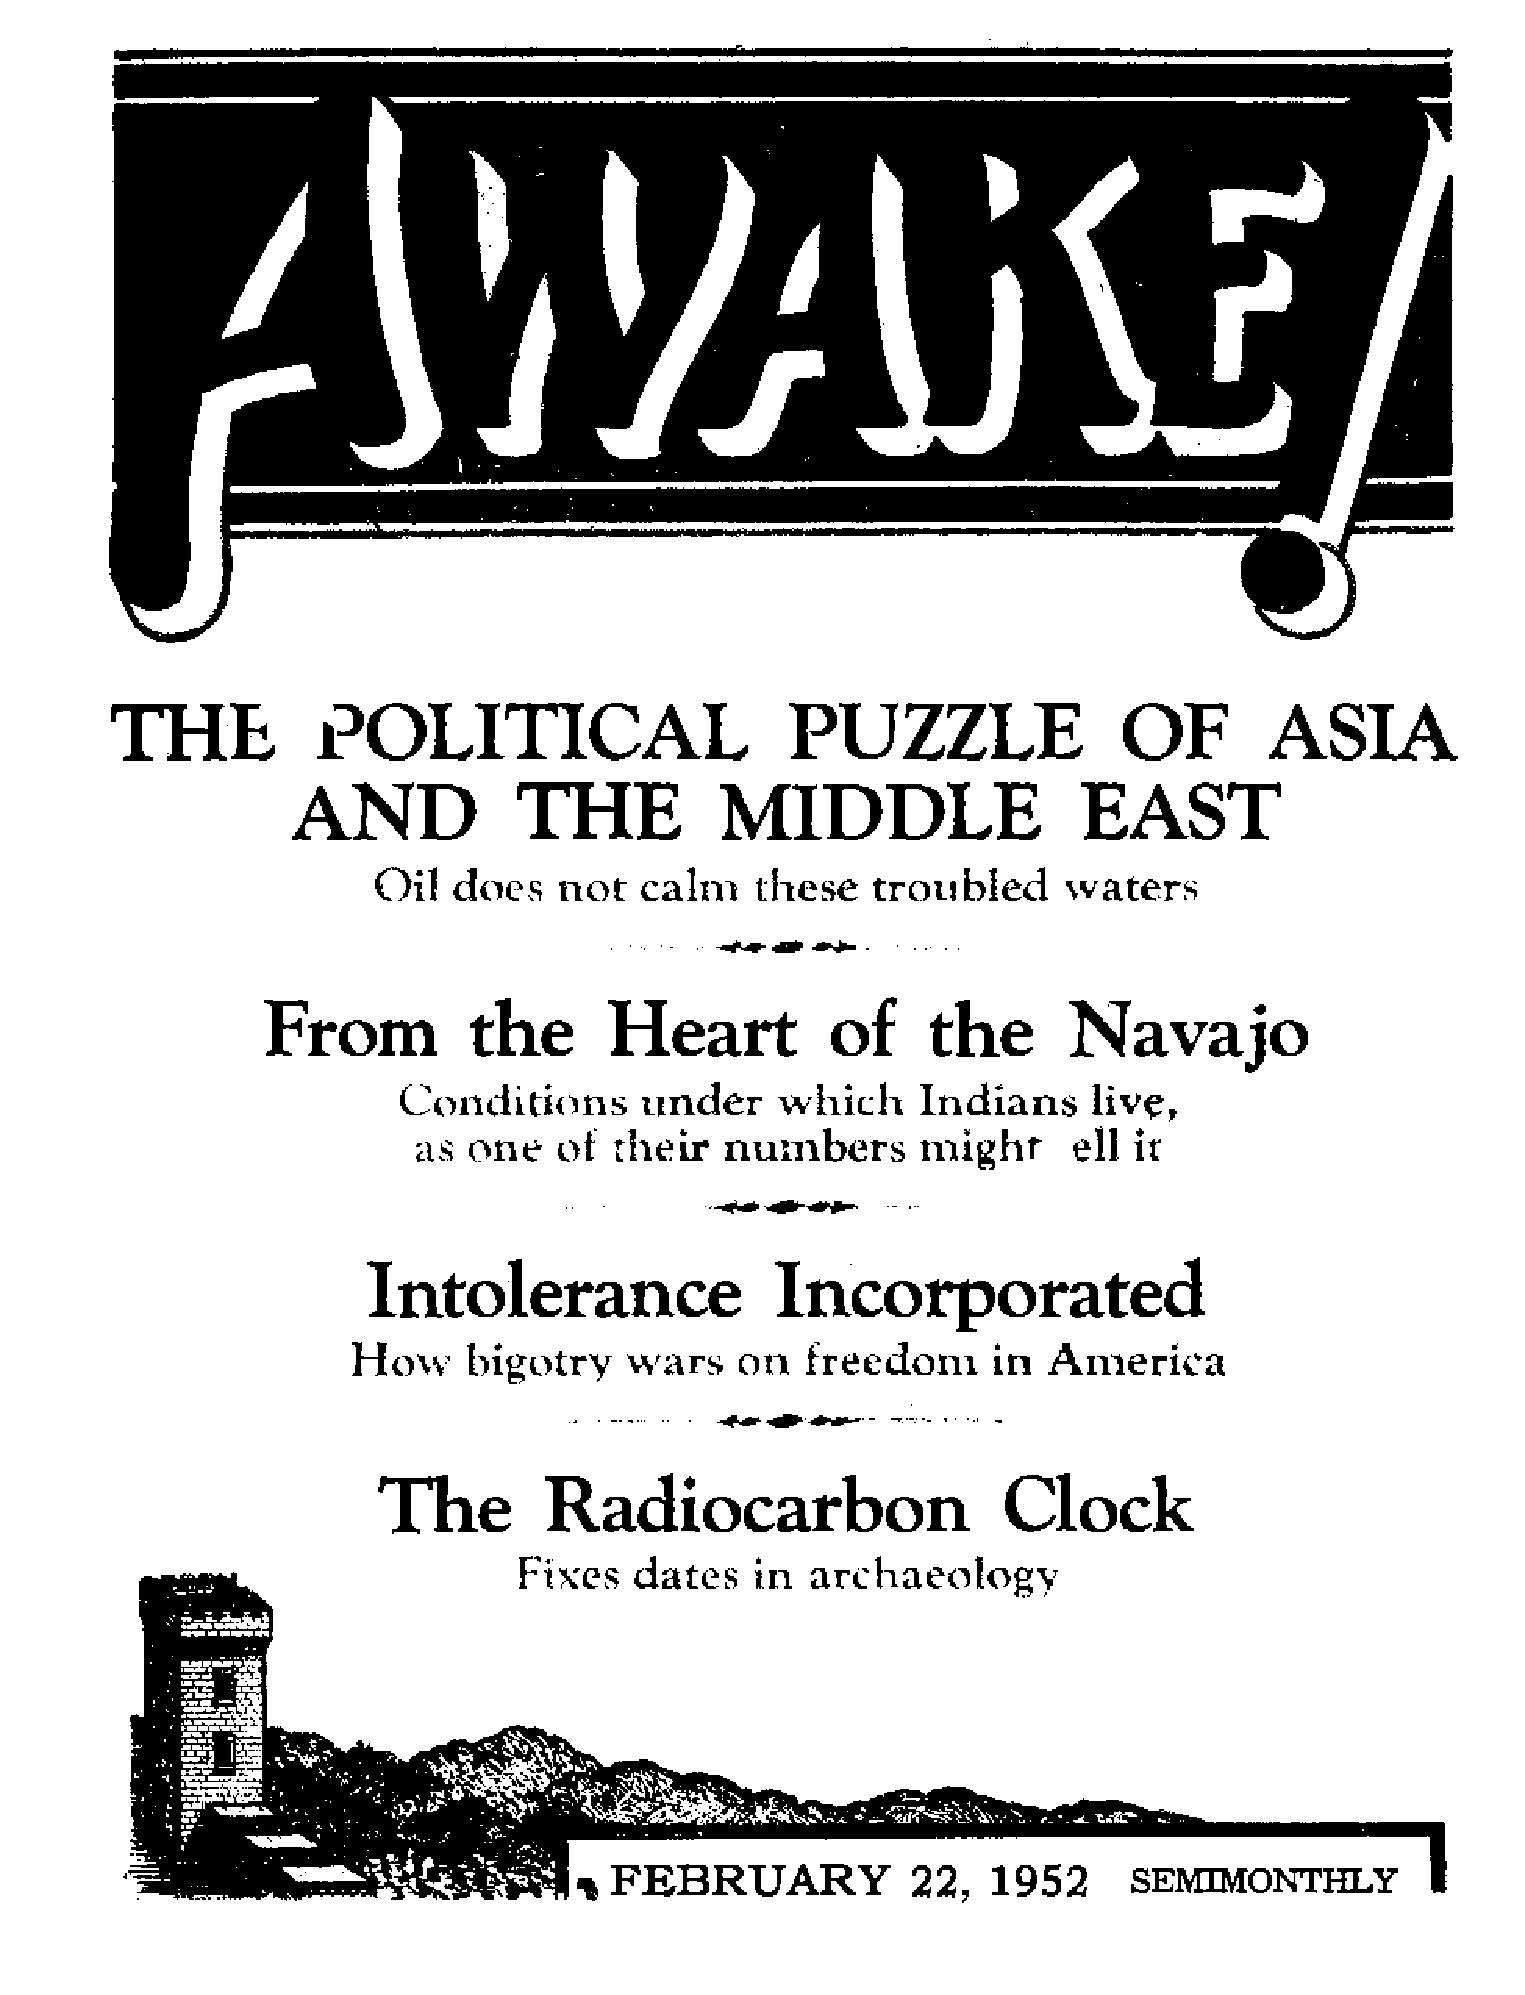 AWAKE!
THE POLITICAL PUZZLE OF ASIA
AND THE MIDDLE EAST
Oil does not calm these troubled waters
From the Heart of the Navajo
Conditions under which Indians live,
as one of their numbers might ell it
Intolerance Incorporated
How bigotry wars on freedom in America
The Radiocarbon Clock
Fixes dates in archaeology
FEBRUARY 22, 1952 SEMIMONTHLY